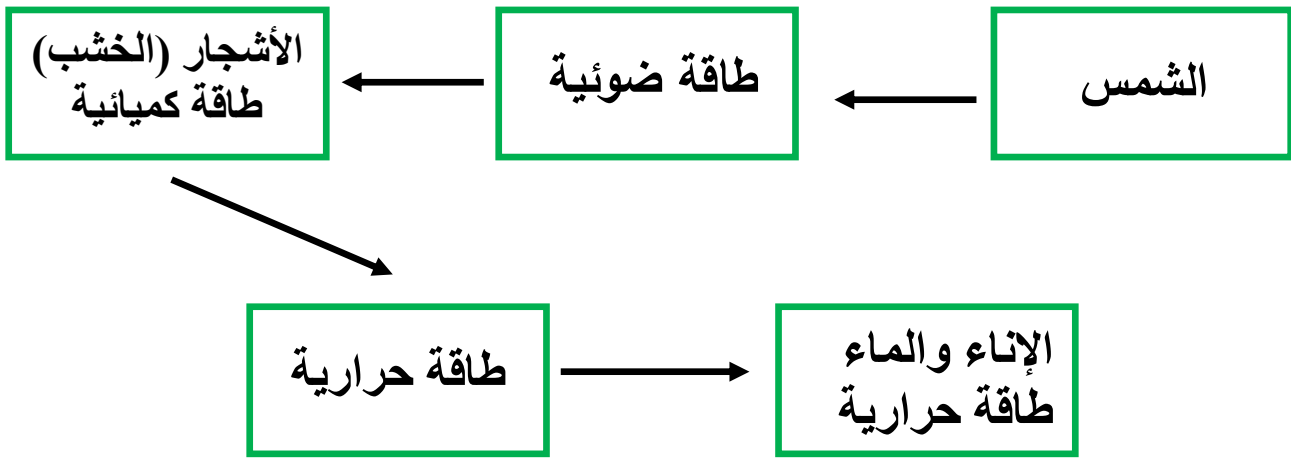 الشمس
طاقة ضوئية
الأشجار (الخشب)
طاقة كميائية
طاقة حرارية
الإناء والماء
طاقة حرارية